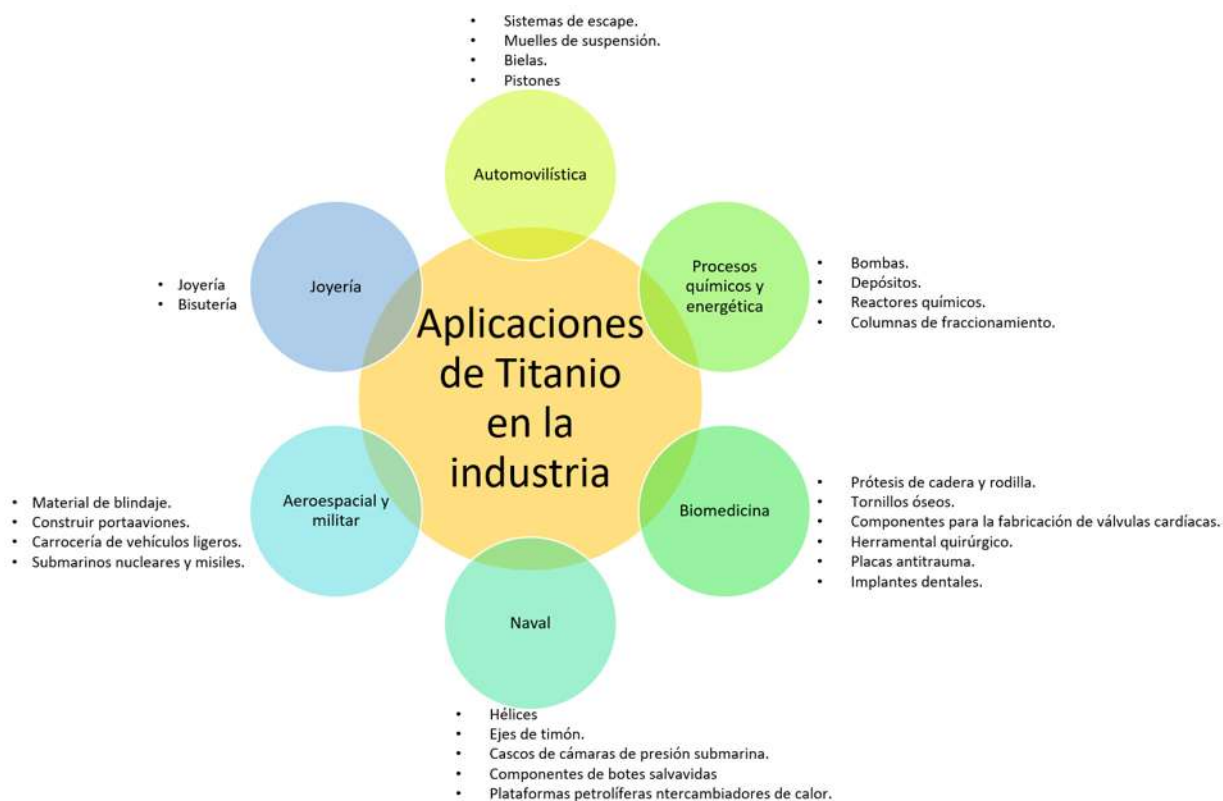 • Sistemas de escape.
• Muelles de suspensión.
• Bielas.
• Pistones
Automovilística
Procesos
químicos y
energética
• Bombas.
• Depósitos.
• Reactores químicos.
• Columnas de fraccionamiento.
• Joyería
• Bisutería
Joyería
Aplicaciones
de Titanio
en la
industria
• Material de blindaje.
• Construir portaaviones.
• Carrocería de vehículos ligeros.
• Submarinos nucleares y misiles.
Aeroespacial y
militar
Biomedicina
• Prótesis de cadera y rodilla.
• Tornillos óseos.
• Componentes para la fabricación de válvulas cardíacas.
• Herramental quirúrgico.
• Placas antitrauma.
• Implantes dentales.
Naval
• Hélices
• Ejes de timón.
• Cascos de cámaras de presión submarina.
• Componentes de botes salvavidas
• Plataformas petrolíferas ntercambiadores de calor.